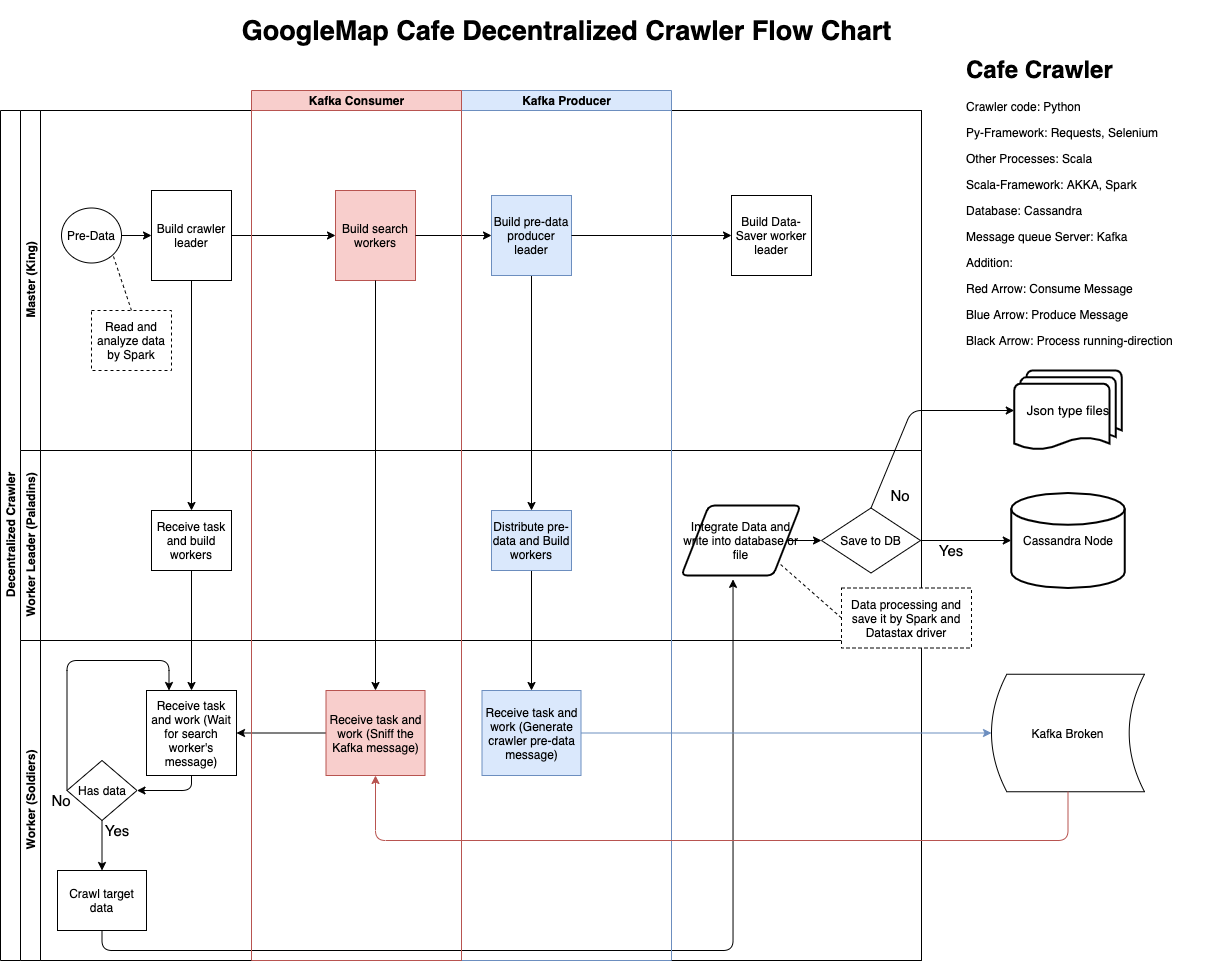 GoogleMap Cafe Decentralized Crawler Flow Chart
Cafe Crawler
Crawler code: Python
Py-Framework: Requests, Selenium
Other Processes: Scala
Scala-Framework: AKKA, Spark
Database: Cassandra
Message queue Server: Kafka
Addition:
Red Arrow: Consume Message
Blue Arrow: Produce Message
Black Arrow: Process running-direction
Kafka Consumer
Kafka Producer
Decentralized Crawler
Master (King)
Pre-Data
Build crawler
leader
Build search
workers
Build pre-data
producer
leader
Build Data-
Saver worker
leader
Read and
analyze data
by Spark
Json type files
Worker Leader (Paladins)
Receive task
and build
workers
Distribute pre-
data and Build
workers
Integrate Data and
write into database or
file
Save to DB
No
Yes
Cassandra Node
Data processing and
save it by Spark and
Datastax driver
Worker (Soldiers)
Receive task
and work (Wait
for search
worker's
message)
Receive task and
work (Sniff the
Kafka message)
Receive task and
work (Generate
crawler pre-data
message)
Kafka Broken
Has data
No
Yes
Crawl target
data